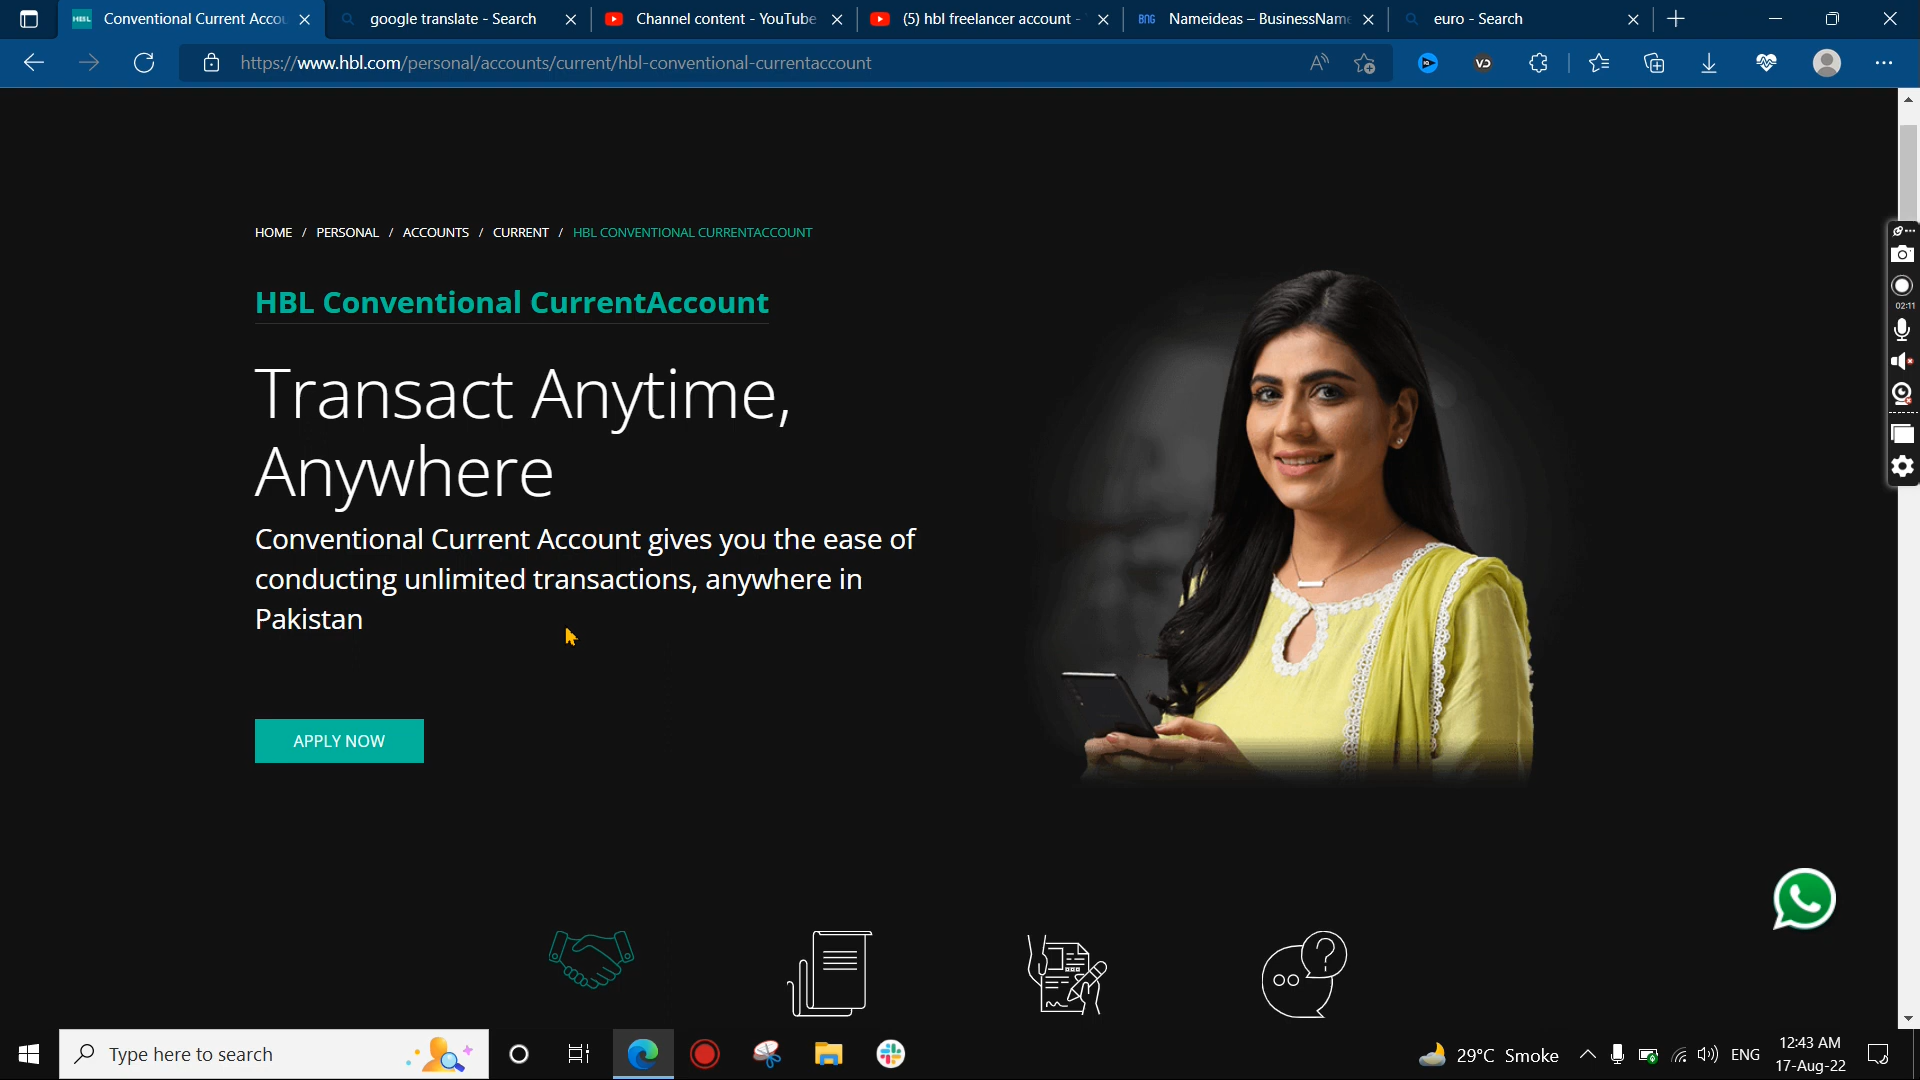 Conventional Current Accou
google translate - Search
Channel content - YouTube
(5) hbl freelancer account -
BNG Nameideas – BusinessName
euro - Search
https://www.hbl.com/personal/accounts/current/hbl-conventional-currentaccount
HOME / PERSONAL / ACCOUNTS / CURRENT / HBL CONVENTIONAL CURRENTACCOUNT
HBL Conventional CurrentAccount
Transact Anytime,
Anywhere
Conventional Current Account gives you the ease of
conducting unlimited transactions, anywhere in
Pakistan
APPLY NOW
02:11
Type here to search
29°C Smoke
ENG
12:43 AM
17-Aug-22